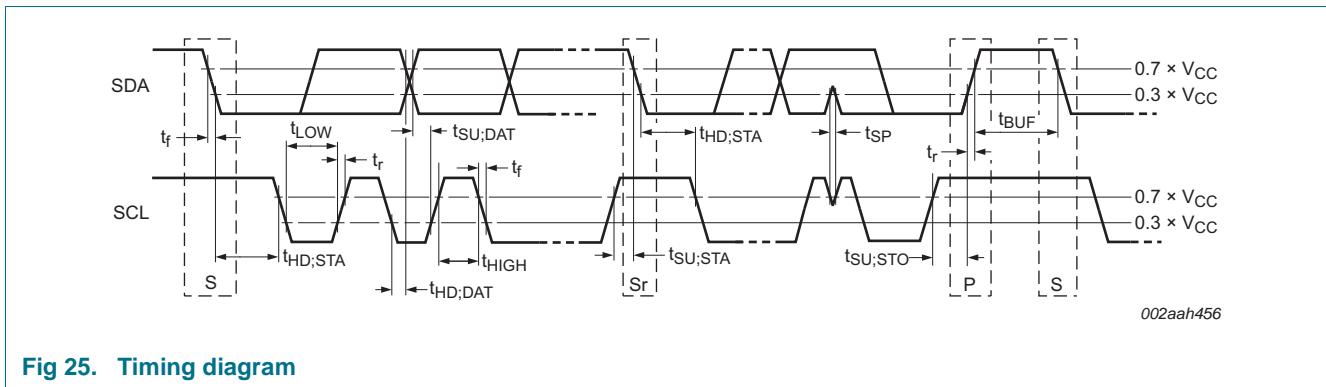 SDA
0.7 × VCC
0.3 × VCC
tf
tLOW
tr
tSU;DAT
tf
tHD;STA
tSP
tr
tBUF
SCL
0.7 × VCC
0.3 × VCC
tHD;STA
tHD;DAT
tHIGH
tSU;STA
tSU;STO
S
Sr
P
S
002aah456
Fig 25. Timing diagram